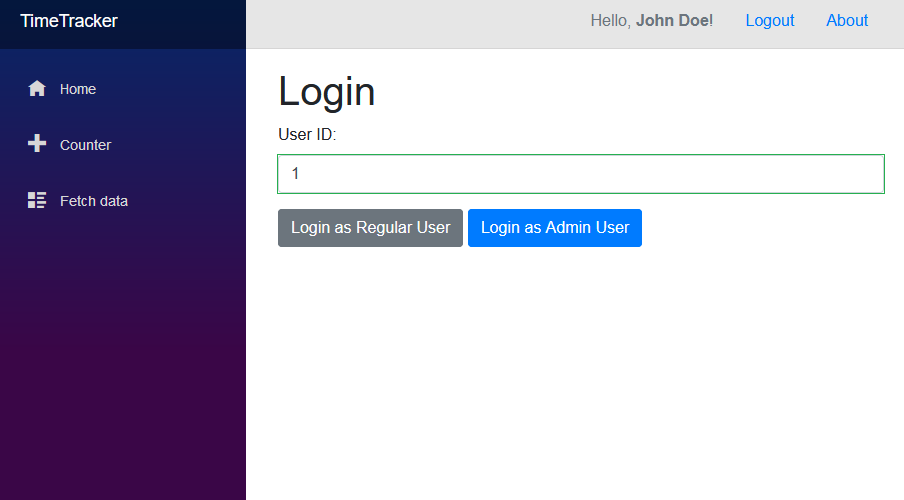 TimeTracker
Hello, John Doe! Logout About
Home
Counter
Fetch data
Login
User ID:
1
Login as Regular User Login as Admin User